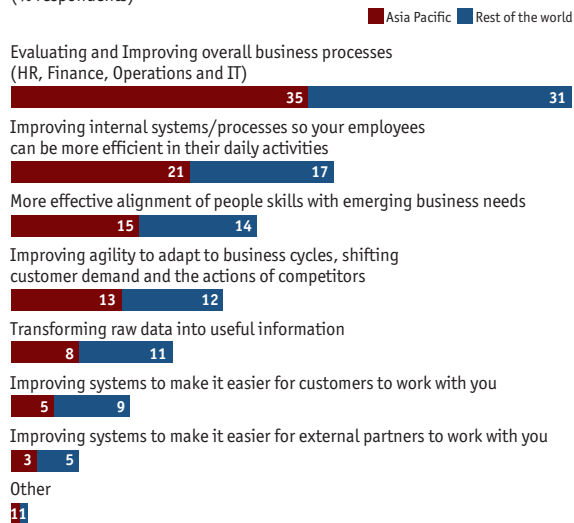 (% respondents)
Asia Pacific Rest of the world
Evaluating and Improving overall business processes
(HR, Finance, Operations and IT)
35 31
Improving internal systems/processes so your employees
can be more efficient in their daily activities
21 17
More effective alignment of people skills with emerging business needs
15 14
Improving agility to adapt to business cycles, shifting
customer demand and the actions of competitors
13 12
Transforming raw data into useful information
8 11
Improving systems to make it easier for customers to work with you
5 9
Improving systems to make it easier for external partners to work with you
3 5
Other
1 1